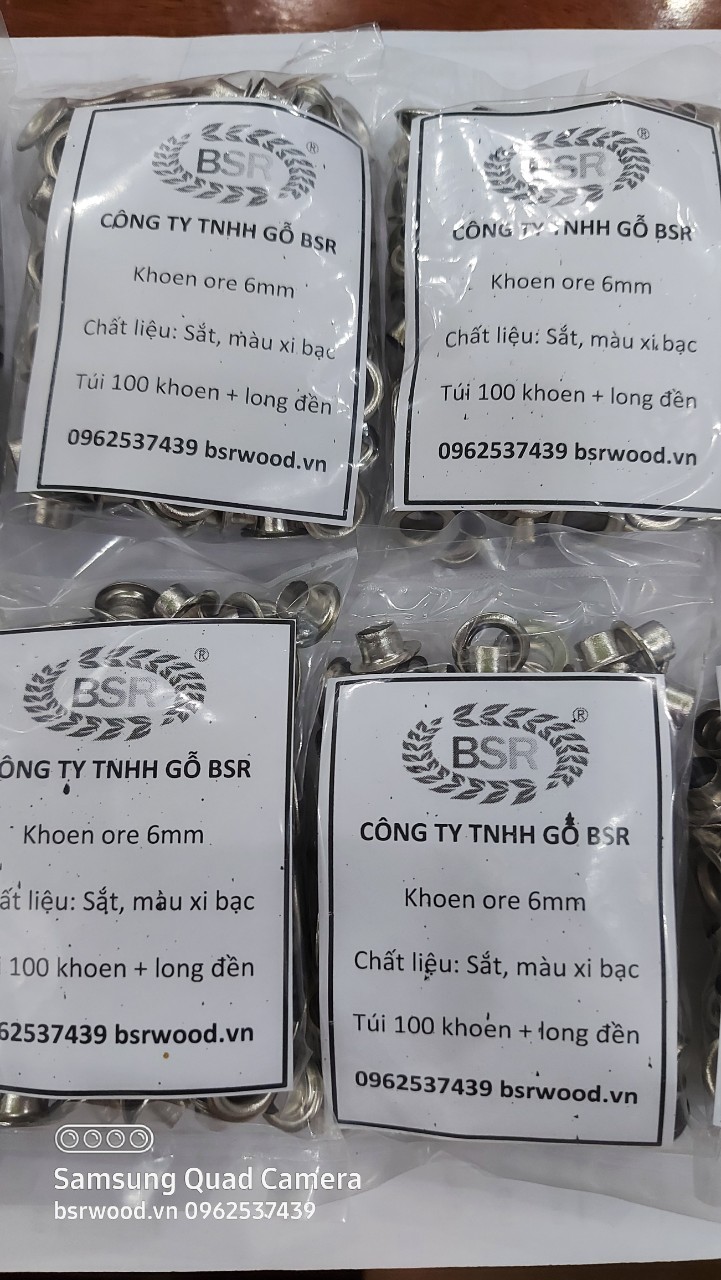 BSR ®
CÔNG TY TNHH GỖ BSR
Khoen ore 6mm
Chất liệu: Sắt, màu xi bạc
Túi 100 khoen + long đền
0962537439 bsrwood.vn
BSR ®
CÔNG TY TNHH GỖ BSR
Khoen ore 6mm
Chất liệu: Sắt, màu xi bạc
Túi 100 khoen + long đền
0962537439 bsrwood.vn
BSR ®
ÔNG TY TNHH GỖ BSR
Khoen ore 6mm
ất liệu: Sắt, màu xi bạc
100 khoen + long đền
62537439 bsrwood.vn
BSR ®
CÔNG TY TNHH GỖ BSR
Khoen ore 6mm
Chất liệu: Sắt, màu xi bạc
Túi 100 khoen + long đền
0962537439 bsrwood.vn
Samsung Quad Camera
bsrwood.vn 0962537439